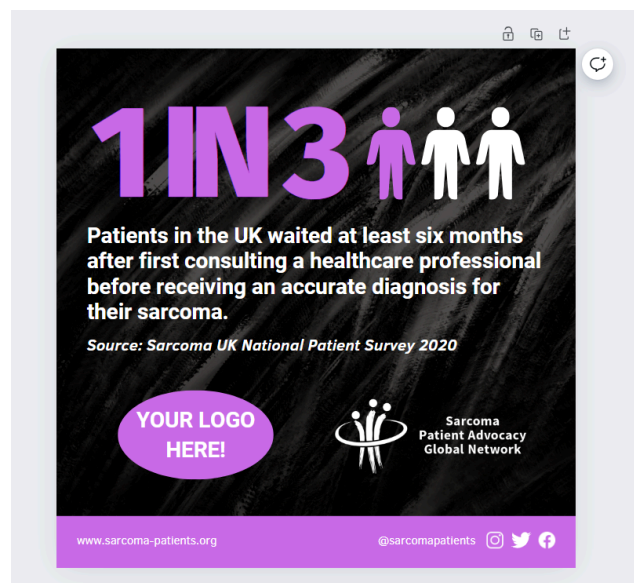 1 IN 3
Patients in the UK waited at least six months
after first consulting a healthcare professional
before receiving an accurate diagnosis for
their sarcoma.
Source: Sarcoma UK National Patient Survey 2020
YOUR LOGO
HERE!
Sarcoma
Patient Advocacy
Global Network
www.sarcoma-patients.org
@sarcomapatients